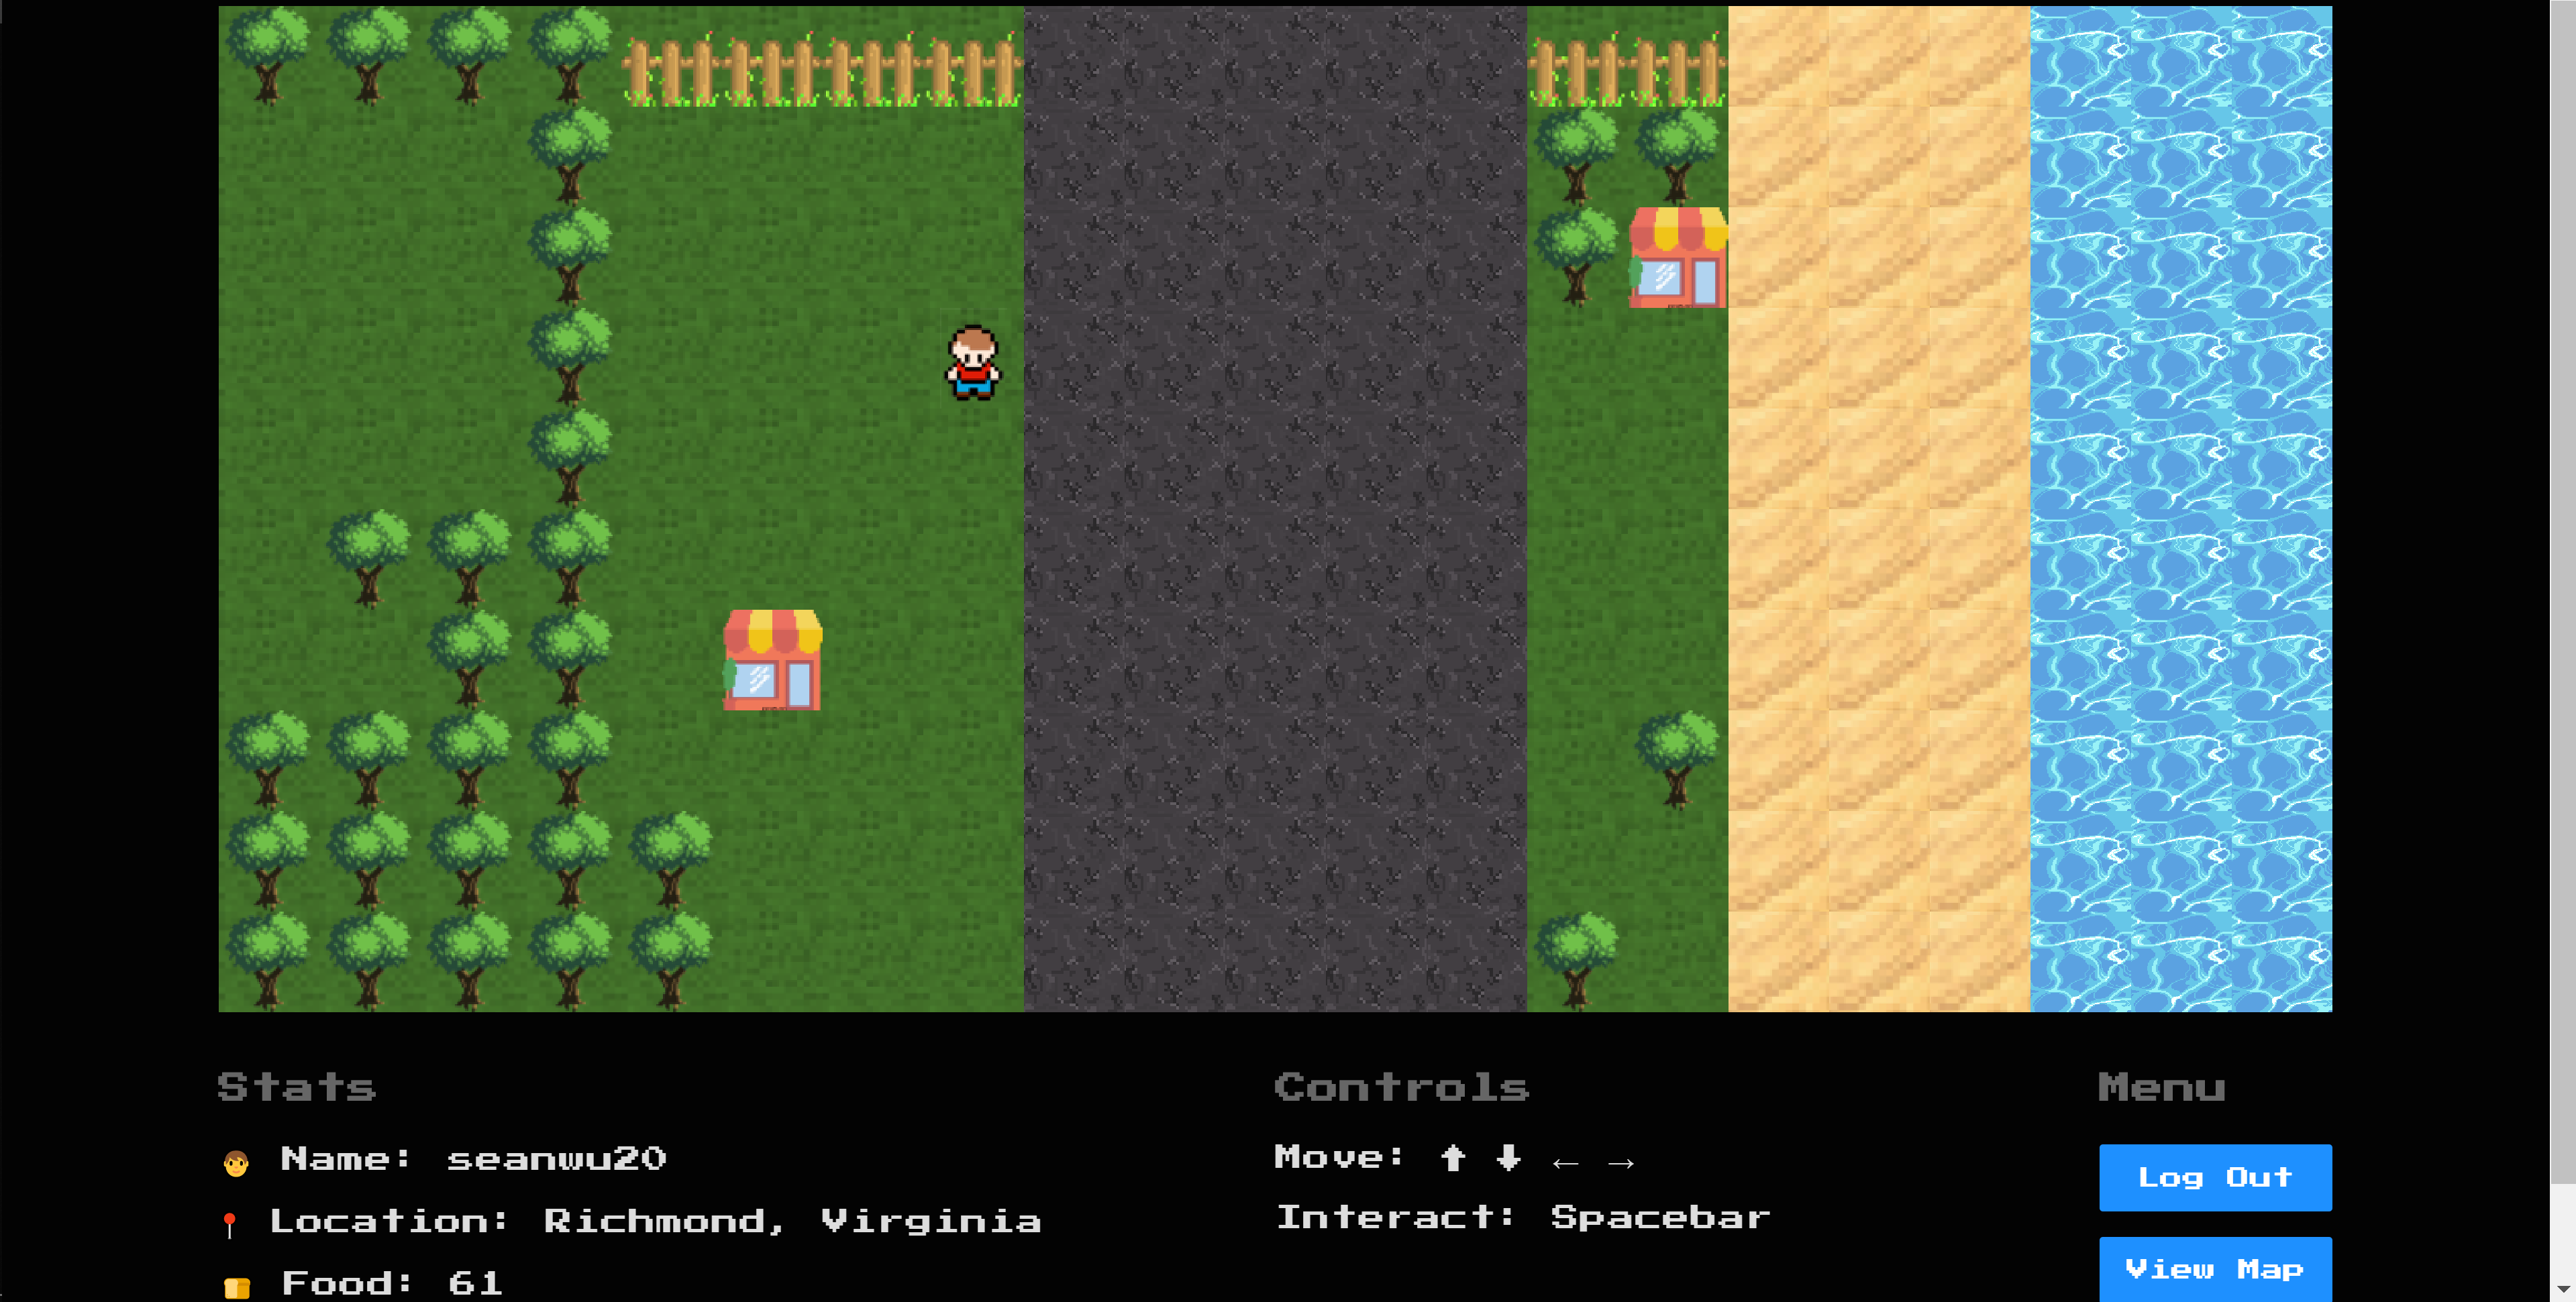 Stats
Name: seanwu20
Location: Richmond, Virginia
Food: 61
Controls
Move: ⬆ ⬇ ← →
Interact: Spacebar
Menu
Log Out
View Map